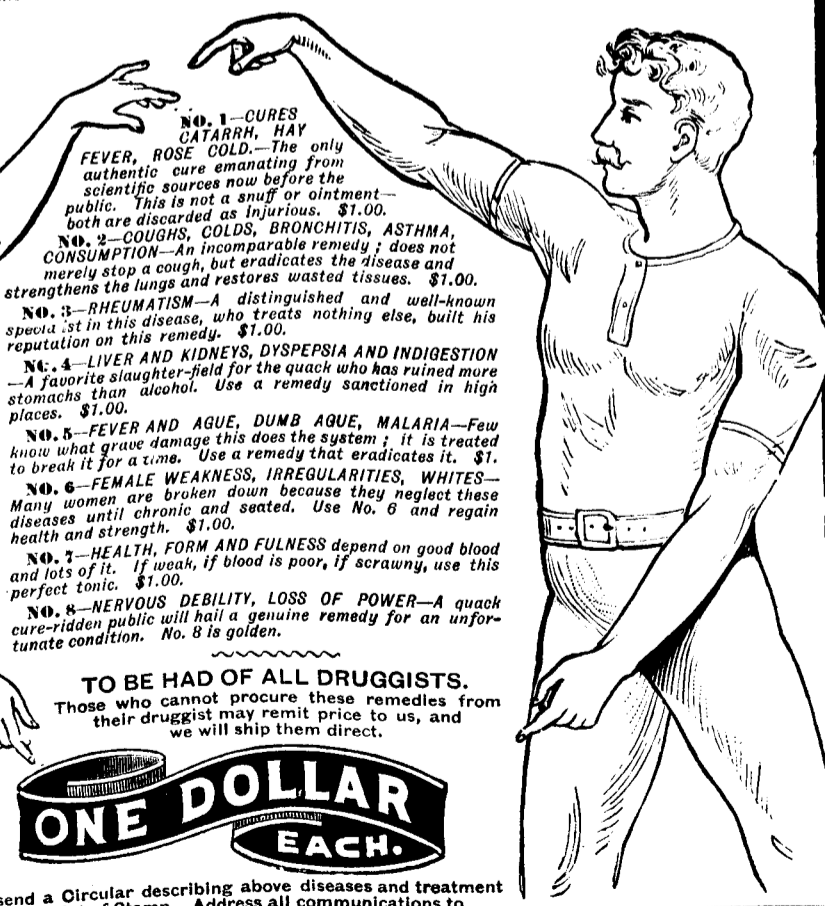 NO. 1—CURES
CATARRH, HAY
FEVER, ROSE COLD.—The only
authentic cure emanating from
scientific sources now before the
public. This is not a snuff or ointment—
both are discarded as injurious. $1.00.
NO. 2—COUGHS, COLDS, BRONCHITIS, ASTHMA,
CONSUMPTION—An incomparable remedy; does not
merely stop a cough, but eradicates the disease and
strengthens the lungs and restores wasted tissues. $1.00.
NO. 3—RHEUMATISM—A distinguished and well-known
in this disease, who treats nothing else, built his
reputation on this remedy. $1.00.
NO. 4—LIVER AND KIDNEYS, DYSPEPSIA AND INDIGESTION
—A favorite slaughter-field for the quack who has ruined more
stomachs than alcohol. Use a remedy sanctioned in high
places. $1.00.
NO. 5—FEVER AND AGUE, DUMB AGUE, MALARIA—Few
know what grave damage this does the system; it is treated
to break it for a time. Use a remedy that eradicates it. $1.
NO. 6—FEMALE WEAKNESS, IRREGULARITIES, WHITES—
Many women are broken down because they neglect these
diseases until chronic and seated. Use No. 6 and regain
health and strength. $1.00.
NO. 7—HEALTH, FORM AND FULNESS depend on good blood
and lots of it. If weak, if blood is poor, if scrawny, use this
perfect tonic. $1.00.
NO. 8—NERVOUS DEBILITY, LOSS OF POWER—A quack
cure-ridden public will hail a genuine remedy for an unfor-
tunate condition. No. 8 is golden.
TO BE HAD OF ALL DRUGGISTS.
Those who cannot procure these remedies from
their druggist may remit price to us, and
we will ship them direct.
ONE DOLLAR
EACH.
send a Circular describing above diseases and treatment
of Stamp. Address all communications to